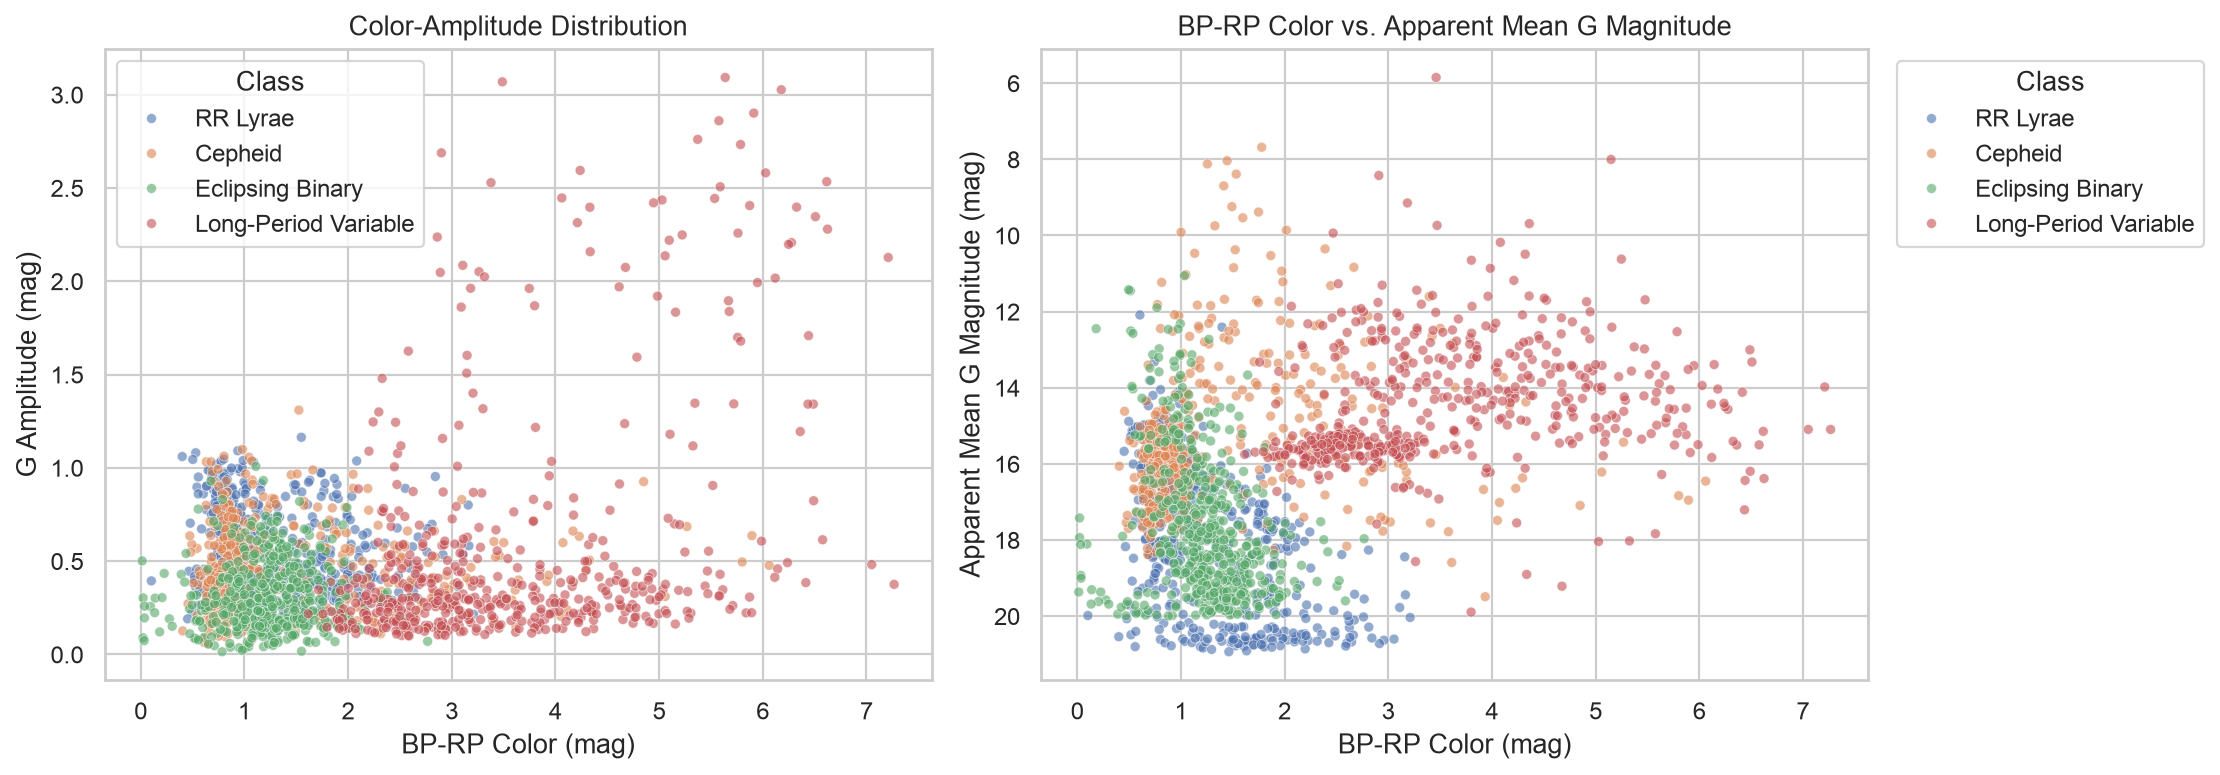 Color-Amplitude Distribution
G Amplitude (mag)
3.0
2.5
2.0
1.5
1.0
0.5
0.0
Class
RR Lyrae
Cepheid
Eclipsing Binary
Long-Period Variable
0 1 2 3 4 5 6 7
BP-RP Color (mag)
BP-RP Color vs. Apparent Mean G Magnitude
Apparent Mean G Magnitude (mag)
6
8
10
12
14
16
18
20
0 1 2 3 4 5 6 7
BP-RP Color (mag)
Class
RR Lyrae
Cepheid
Eclipsing Binary
Long-Period Variable